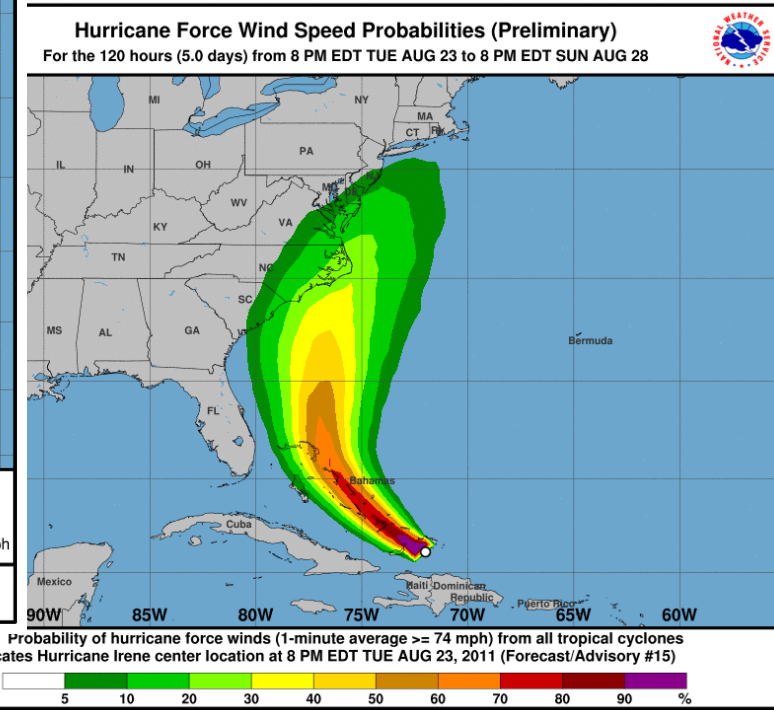 Hurricane Force Wind Speed Probabilities (Preliminary)
For the 120 hours (5.0 days) from 8 PM EDT TUE AUG 23 to 8 PM EDT SUN AUG 28
NATIONAL WEATHER SERVICE
MI
NY
MA
CT
RI
PA
IL
IN
OH
NJ
MD
DE
WV
VA
KY
TN
NC
SC
MS
AL
GA
Bermuda
FL
Bahamas
Cuba
Mexico
Haiti
Dominican
Republic
Puerto Rico
90W 85W 80W 75W 70W 65W 60W
Probability of hurricane force winds (1-minute average >= 74 mph) from all tropical cyclones
cates Hurricane Irene center location at 8 PM EDT TUE AUG 23, 2011 (Forecast/Advisory #15)
5 10 20 30 40 50 60 70 80 90 %